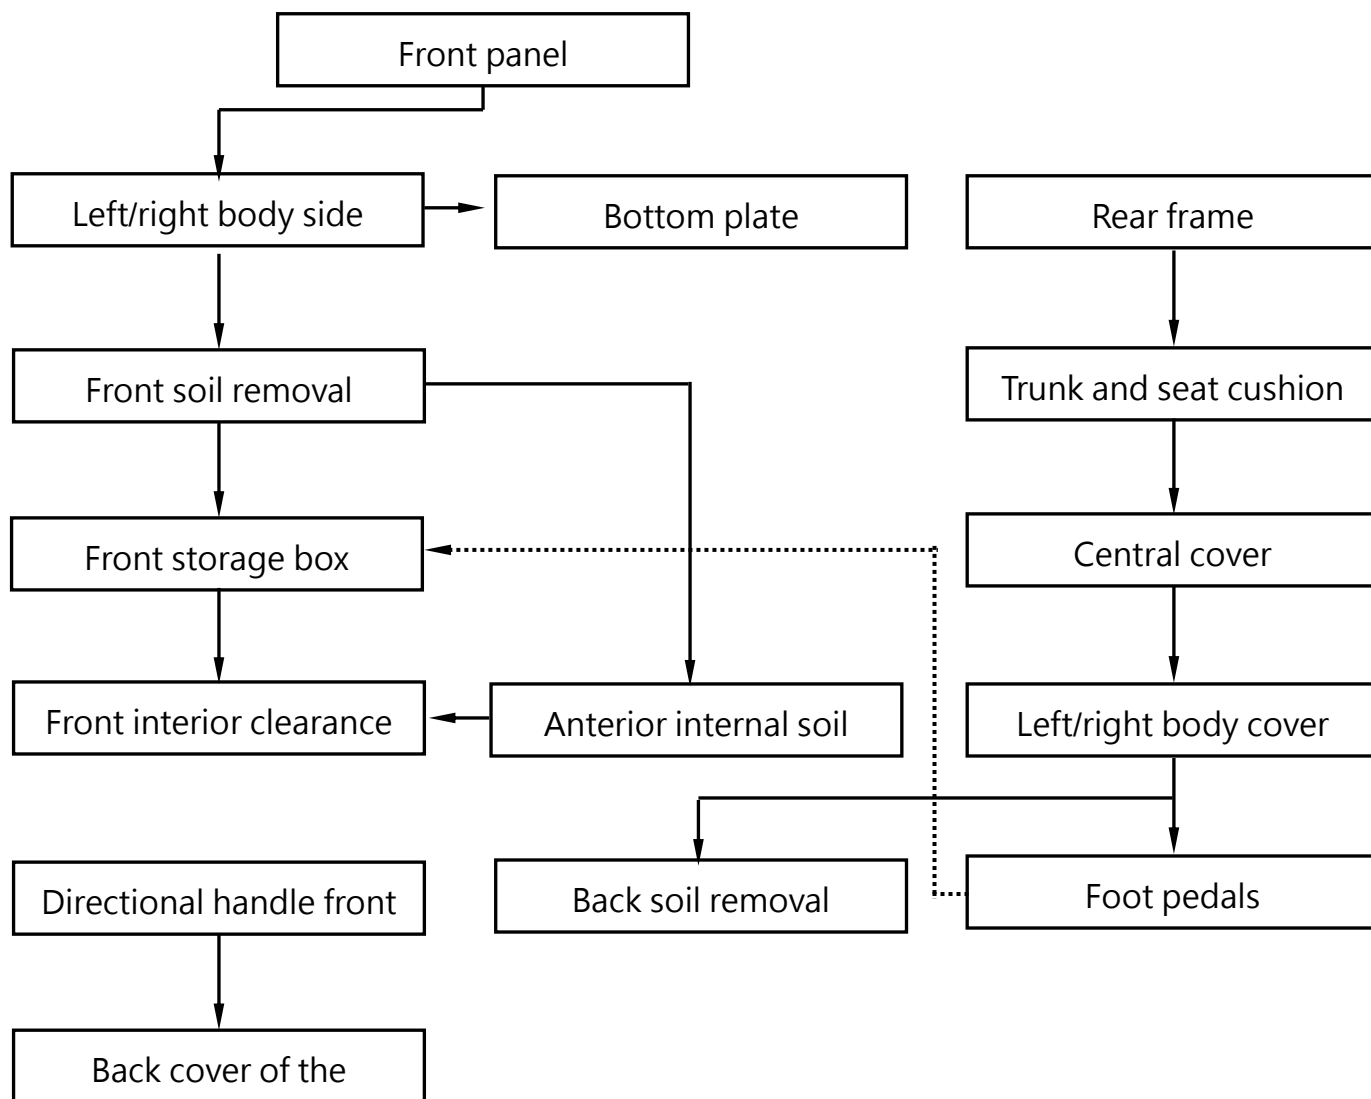 Front panel
Left/right body side
Bottom plate
Rear frame
Front soil removal
Trunk and seat cushion
Front storage box
Central cover
Front interior clearance
Anterior internal soil
Left/right body cover
Directional handle front
Back soil removal
Foot pedals
Back cover of the